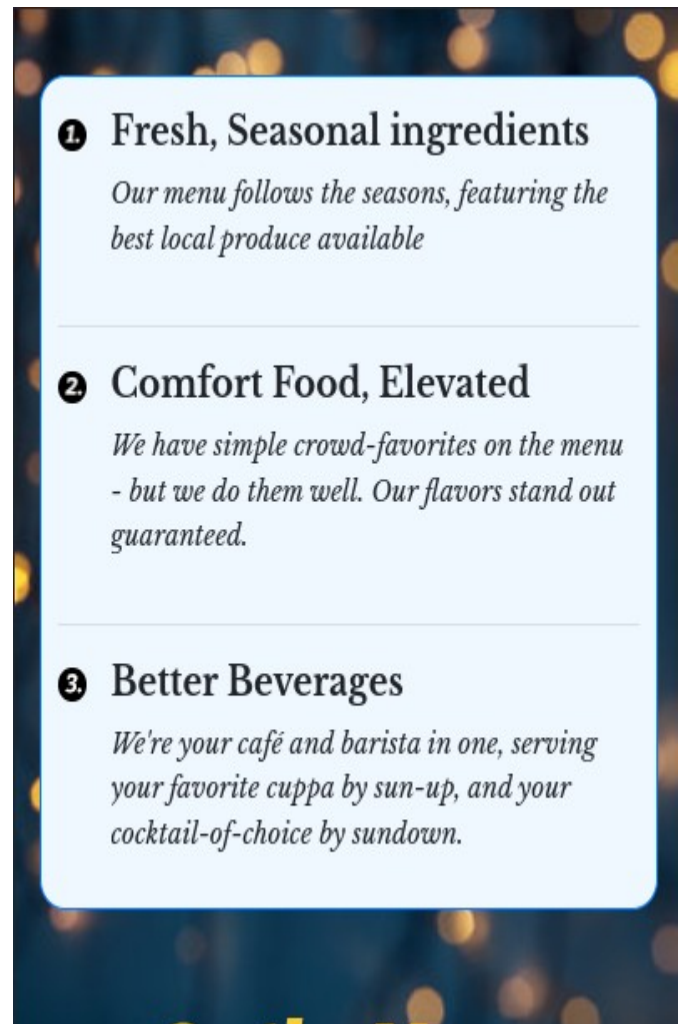 1. Fresh, Seasonal ingredients
Our menu follows the seasons, featuring the
best local produce available
2. Comfort Food, Elevated
We have simple crowd-favorites on the menu
- but we do them well. Our flavors stand out
guaranteed.
3. Better Beverages
We're your café and barista in one, serving
your favorite cuppa by sun-up, and your
cocktail-of-choice by sundown.